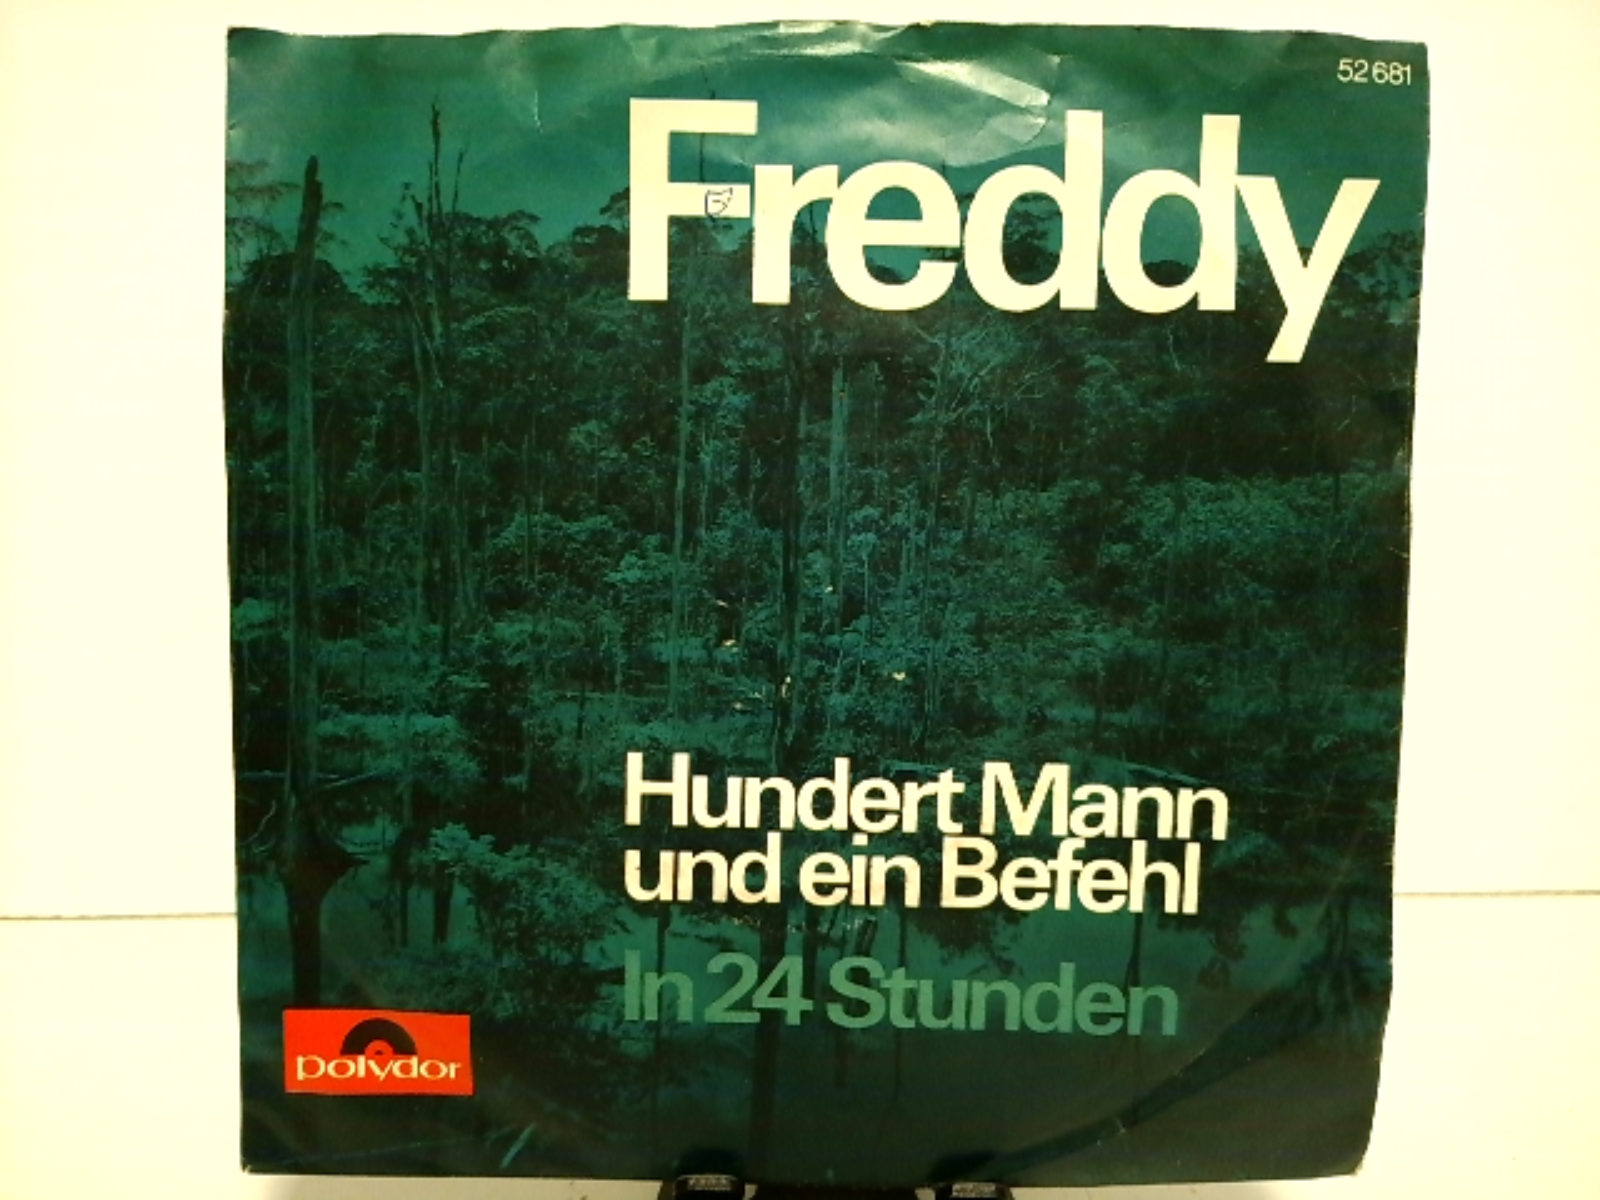 52 681
Freddy
Hundert Mann
und ein Befehl
In 24 Stunden
polydor